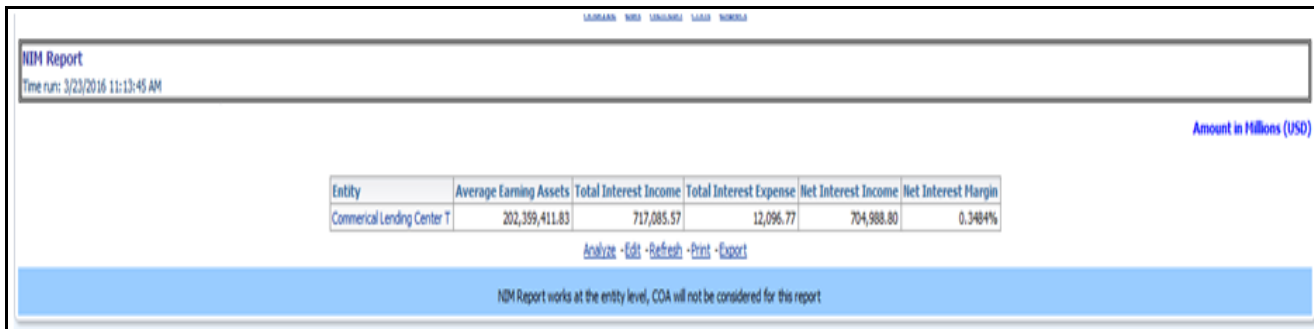 NIM Report
Time run: 3/23/2016 11:13:45 AM
Amount in Millions (USD)
Entity Average Earning Assets Total Interest Income Total Interest Expense Net Interest Income Net Interest Margin
Commerical Lending Center T 202,359,411.83 717,085.57 12,096.77 704,988.80 0.3484%
Analyze - Edit - Refresh - Print - Export
NIM Report works at the entity level, COA will not be considered for this report